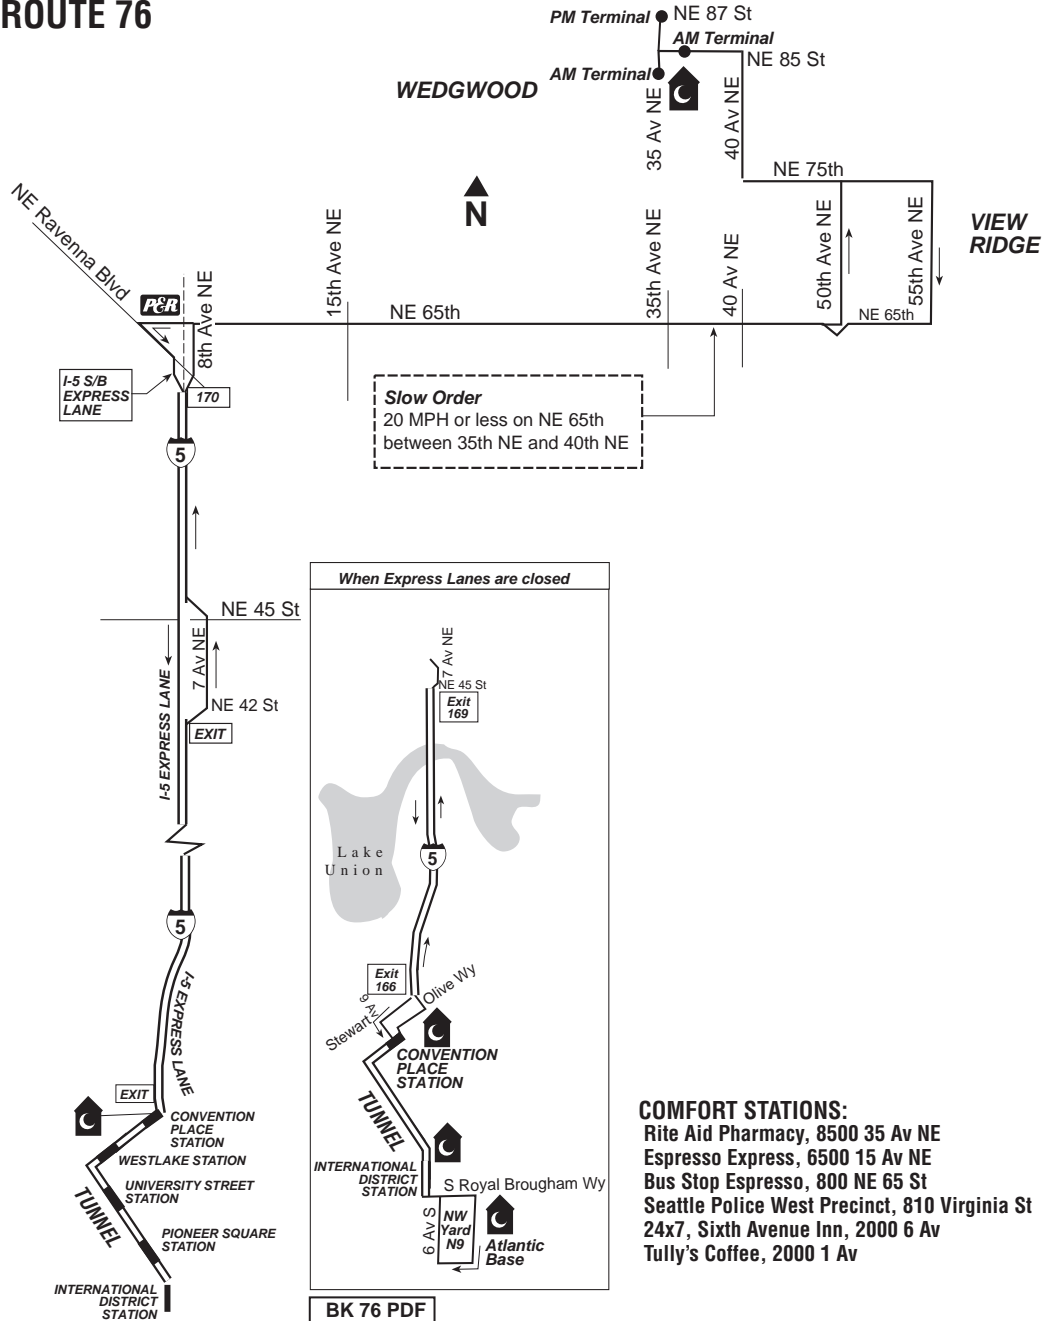 ROUTE 76
PM Terminal
NE 87 St
AM Terminal
NE 85 St
AM Terminal
WEDGWOOD
35 Av NE
40 Av NE
NE 75th
N
NE Ravenna Blvd
P&R
8th Ave NE
15th Ave NE
NE 65th
35th Ave NE
40 Av NE
50th Ave NE
55th Ave NE
NE 65th
VIEW
RIDGE
I-5 S/B
EXPRESS
LANE
170
5
Slow Order
20 MPH or less on NE 65th
between 35th NE and 40th NE
NE 45 St
7 Av NE
NE 42 St
EXIT
I-5 EXPRESS LANE
5
I-5 EXPRESS LANE
EXIT
CONVENTION
PLACE
STATION
WESTLAKE STATION
UNIVERSITY STREET
STATION
TUNNEL
PIONEER SQUARE
STATION
INTERNATIONAL
DISTRICT
STATION
When Express Lanes are closed
7 Av NE
NE 45 St
Exit
169
Lake
Union
5
Exit
166
Olive Wy
9 Av
Stewart
CONVENTION
PLACE
STATION
TUNNEL
INTERNATIONAL
DISTRICT
STATION
S Royal Brougham Wy
6 Av S
NW
Yard
N9
Atlantic
Base
BK 76 PDF
COMFORT STATIONS:
Rite Aid Pharmacy, 8500 35 Av NE
Espresso Express, 6500 15 Av NE
Bus Stop Espresso, 800 NE 65 St
Seattle Police West Precinct, 810 Virginia St
24x7, Sixth Avenue Inn, 2000 6 Av
Tully's Coffee, 2000 1 Av